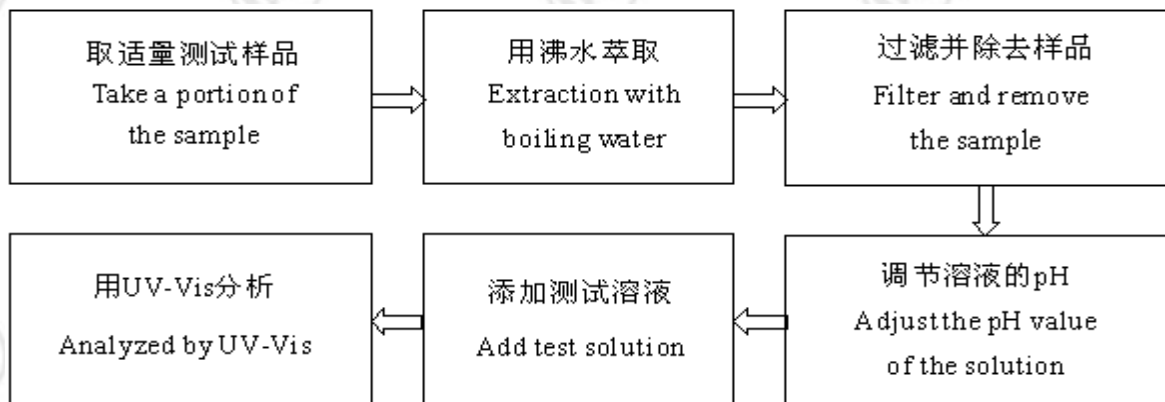 取适量测试样品
Take a portion of
the sample
用沸水萃取
Extraction with
boiling water
过滤并除去样品
Filter and remove
the sample
调节溶液的pH
Adjust the pH value
of the solution
添加测试溶液
Add test solution
用UV-Vis分析
Analyzed by UV-Vis